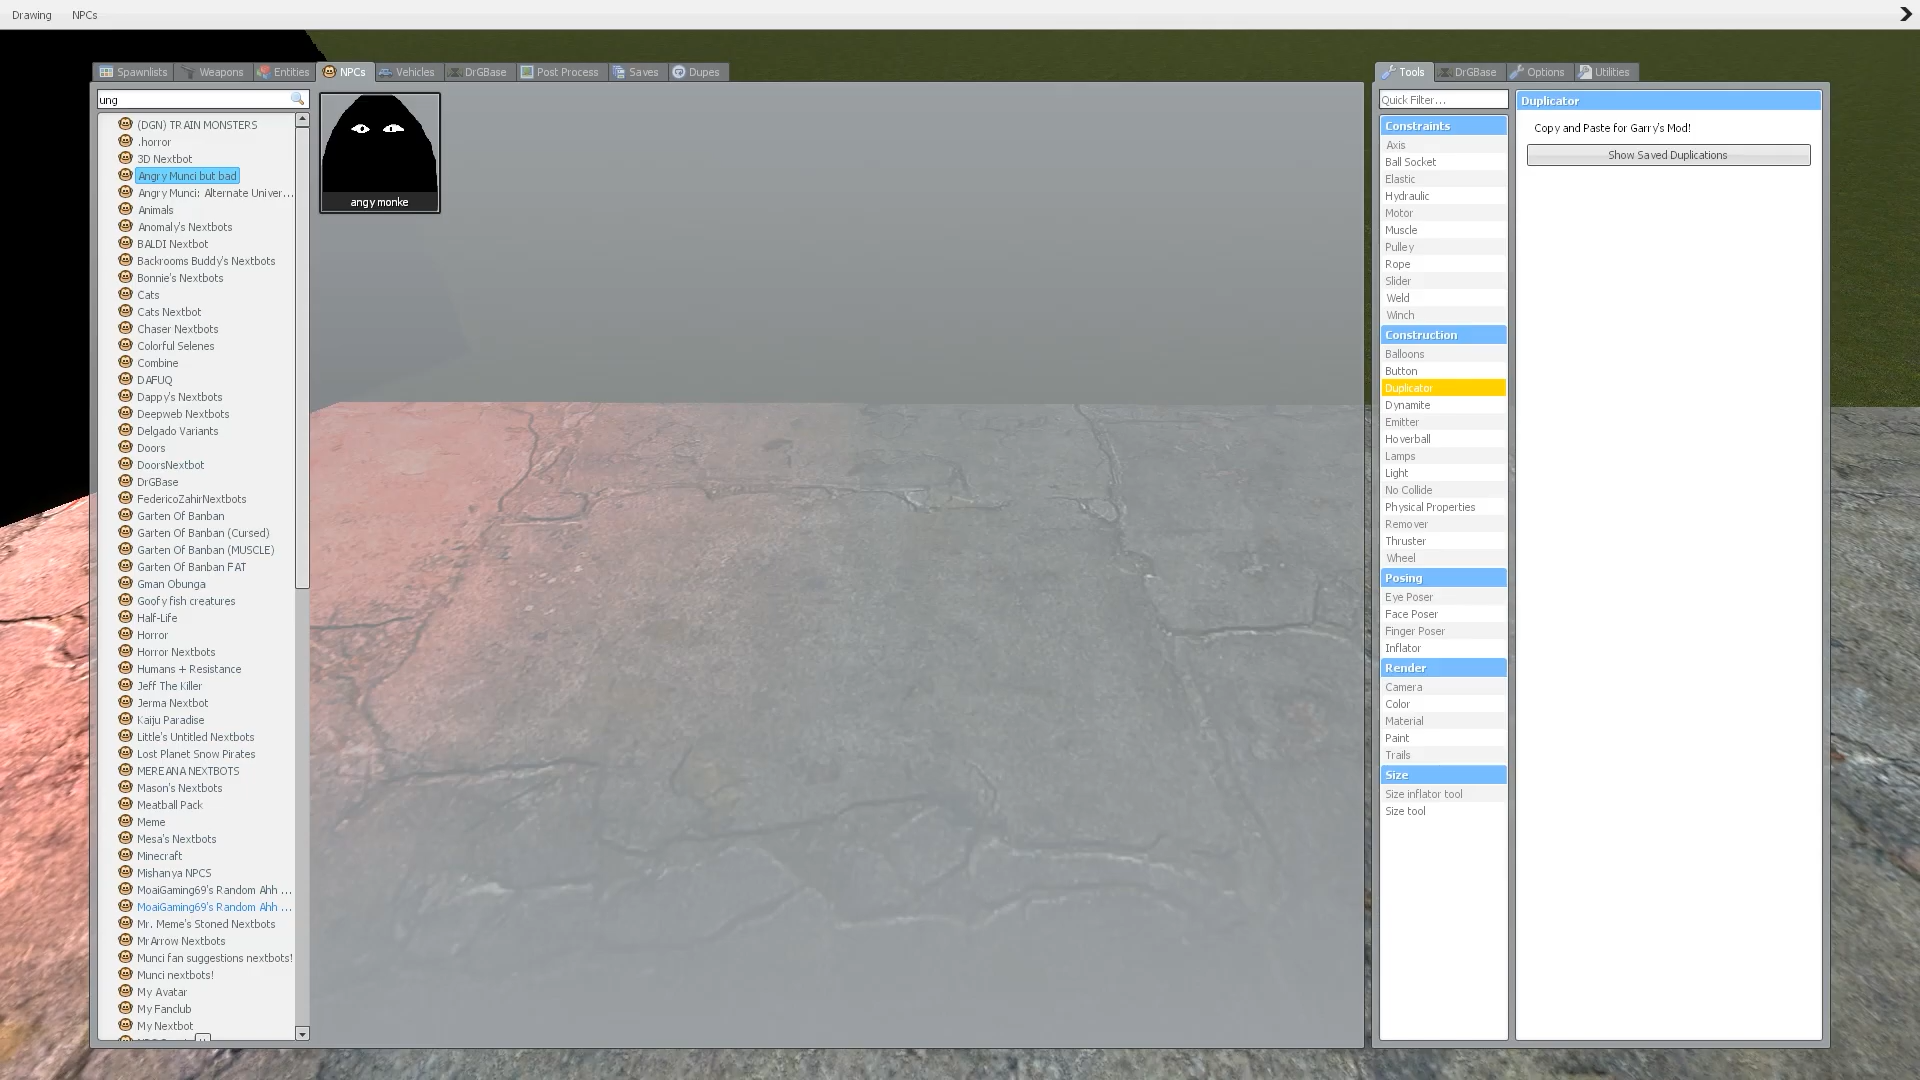 Drawing
NPCs
Spawnlists
Weapons
Entities
NPCs
Vehicles
DrGBase
Post Process
Saves
Dupes
ung
(DGN) TRAIN MONSTERS
.horror
3D Nextbot
Angry Munci but bad
Angry Munci: Alternate Univer...
Animals
Anomaly's Nextbots
BALDI Nextbot
Backrooms Buddy's Nextbots
Bonnie's Nextbots
Cats
Cats Nextbot
Chaser Nextbots
Colorful Selenes
Combine
DAFUQ
Dappy's Nextbots
Deepweb Nextbots
Delgado Variants
Doors
DoorsNextbot
DrGBase
FedericoZahirNextbots
Garten Of Banban
Garten Of Banban (Cursed)
Garten Of Banban (MUSCLE)
Garten Of Banban FAT
Gman Obunga
Goofy fish creatures
Half-Life
Horror
Horror Nextbots
Humans + Resistance
Jeff The Killer
Jerma Nextbot
Kaiju Paradise
Little's Untitled Nextbots
Lost Planet Snow Pirates
MEREANA NEXTBOTS
Mason's Nextbots
Meatball Pack
Meme
Mesa's Nextbots
Minecraft
Mishanya NPCS
MoaiGaming69's Random Ahh ...
MoaiGaming69's Random Ahh ...
Mr. Meme's Stoned Nextbots
MrArrow Nextbots
Munci fan suggestions nextbots!
Munci nextbots!
My Avatar
My Fanclub
My Nextbot
angy monke
Tools
DrGBase
Options
Utilities
Quick Filter...
Constraints
Axis
Ball Socket
Elastic
Hydraulic
Motor
Muscle
Pulley
Rope
Slider
Weld
Winch
Construction
Balloons
Button
Duplicator
Dynamite
Emitter
Hoverball
Lamps
Light
No Collide
Physical Properties
Remover
Thruster
Wheel
Posing
Eye Poser
Face Poser
Finger Poser
Inflator
Render
Camera
Color
Material
Paint
Trails
Size
Size inflator tool
Size tool
Duplicator
Copy and Paste for Garry's Mod!
Show Saved Duplications